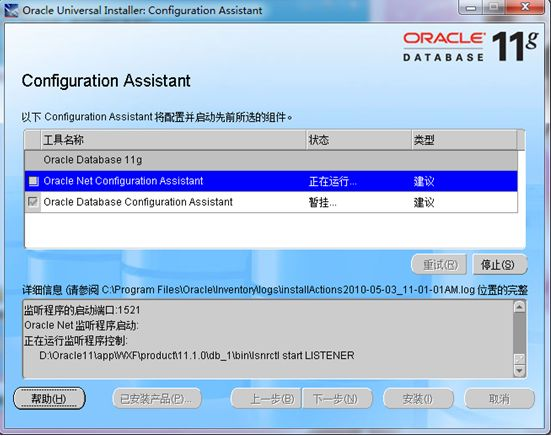 Oracle Universal Installer: Configuration Assistant
ORACLE
DATABASE 11g
Configuration Assistant
以下 Configuration Assistant 将配置并启动先前所选的组件。
工具名称 状态 类型
Oracle Database 11g
Oracle Net Configuration Assistant 正在运行... 建议
Oracle Database Configuration Assistant 暂挂... 建议
重试(R) 停止(S)
详细信息 (请参阅 C:\Program Files\Oracle\Inventory\logs\installActions2010-05-03_11-01-01AM.log 位置的完整
监听程序的启动端口:1521
Oracle Net 监听程序启动:
正在运行监听程序控制:
D:\Oracle11\app\WXF\product\11.1.0\db_1\bin\lsnrctl start LISTENER
帮助(H) 已安装产品(P)... 上一步(B) 下一步(N) 安装(I) 取消